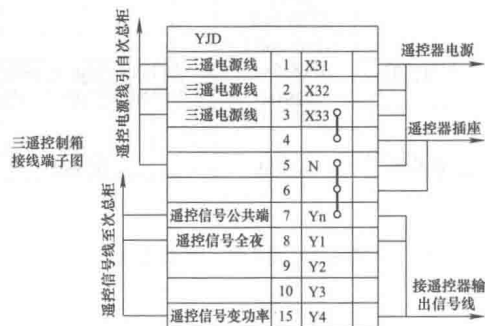 YJD
三遥电源线 1 X31
三遥电源线 2 X32
三遥电源线 3 X33
4
5 N
6
遥控信号公共端 7 Yn
遥控信号全夜 8 Y1
9 Y2
10 Y3
遥控信号变功率 15 Y4
遥控电源线引自次总柜
遥控信号线至次总柜
三遥控制箱
接线端子图
遥控器电源
遥控器插座
接遥控器输
出信号线